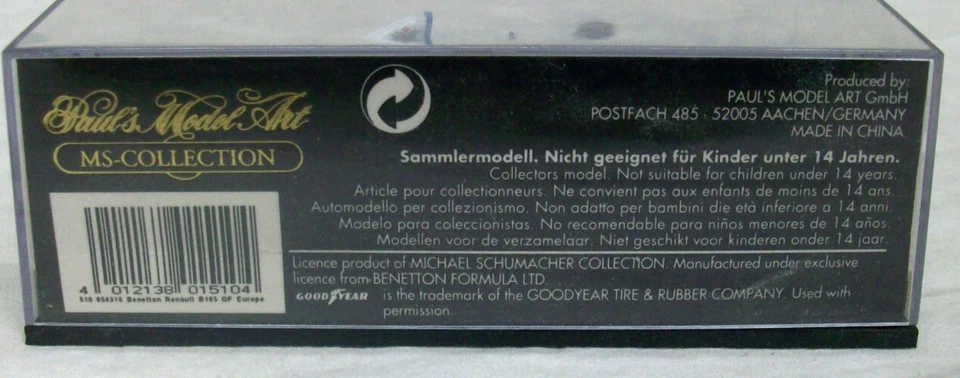 Paul's Model Art
MS-COLLECTION
4 012138 015104
510 954316 Benetton Renault B195 GP Europa
Produced by:
PAUL'S MODEL ART GmbH
POSTFACH 485 · 52005 AACHEN/GERMANY
MADE IN CHINA
Sammlermodell. Nicht geeignet für Kinder unter 14 Jahren.
Collectors model. Not suitable for children under 14 years.
Article pour collectionneurs. Ne convient pas aux enfants de moins de 14 ans.
Automodello per collezionismo. Non adatto per bambini die età inferiore a 14 anni.
Modelo para coleccionistas. No recomendable para niños menores de 14 años.
Modellen voor de verzamelaar. Niet geschikt voor kinderen onder 14 jaar.
Licence product of MICHAEL SCHUMACHER COLLECTION. Manufactured under exclusive
licence from BENETTON FORMULA LTD.
GOODYEAR is the trademark of the GOODYEAR TIRE & RUBBER COMPANY. Used with
permission.